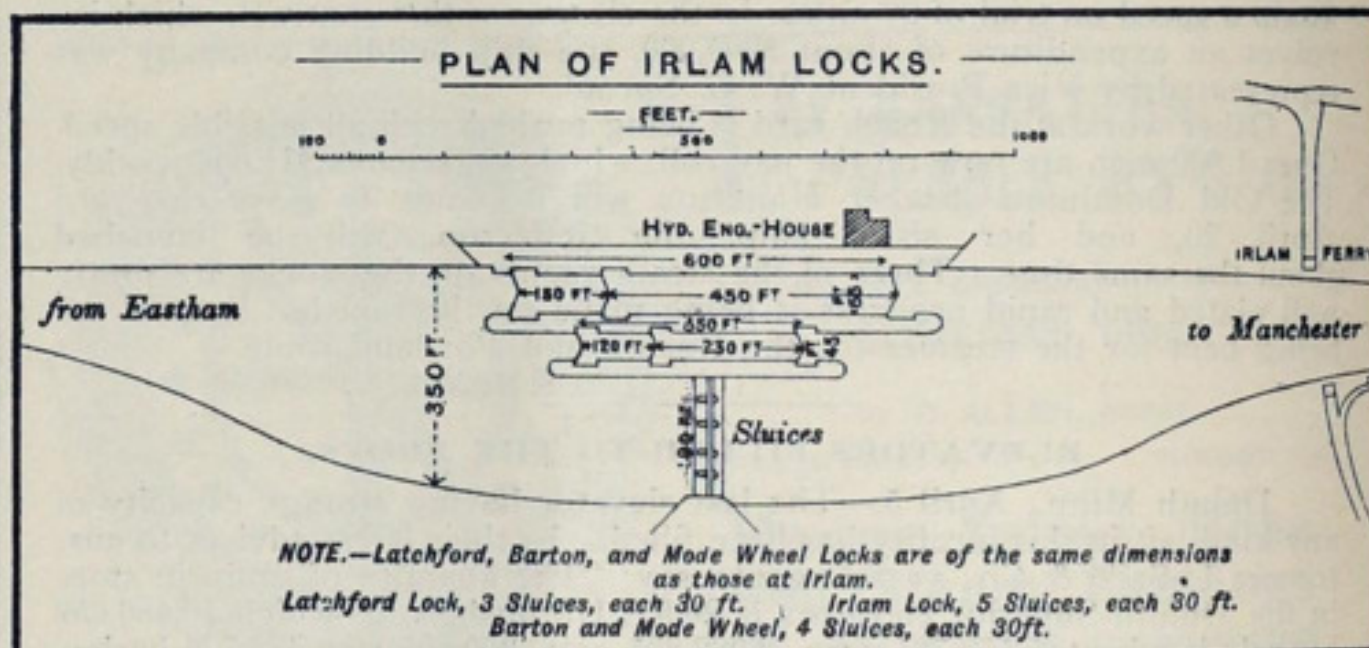 PLAN OF IRLAM LOCKS.
FEET.
100 0 500 1000
HYD. ENG.-HOUSE
600 FT
IRLAM FERRY
150 FT 450 FT
from Eastham
to Manchester
350 FT
120 FT 230 FT
350 FT
Sluices
NOTE.—Latchford, Barton, and Mode Wheel Locks are of the same dimensions
as those at Irlam.
Latchford Lock, 3 Sluices, each 30 ft. Irlam Lock, 5 Sluices, each 30 ft.
Barton and Mode Wheel, 4 Sluices, each 30ft.